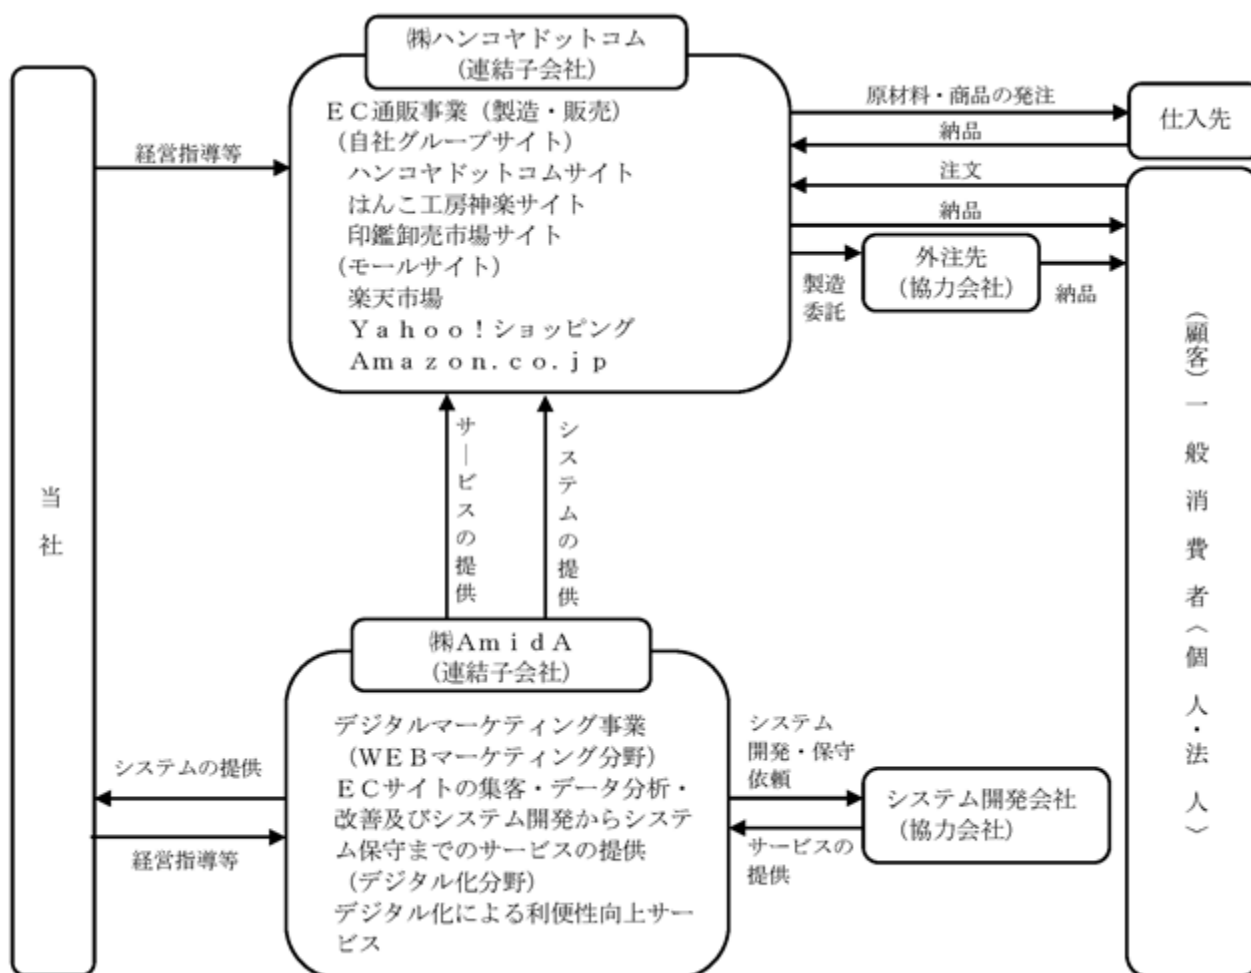 ㈱ハンコヤドットコム
(連結子会社)
ＥＣ通販事業（製造・販売）
(自社グループサイト)
ハンコヤドットコムサイト
はんこ工房神楽サイト
印鑑卸売市場サイト
(モールサイト)
楽天市場
Ｙａｈｏｏ！ショッピング
Ａｍａｚｏｎ.ｃｏ.ｊｐ
経営指導等
原材料・商品の発注
納品
仕入先
注文
納品
製造
委託
外注先
(協力会社)
納品
当社
(顧客)一般消費者〈個人・法人〉
サービスの提供
システムの提供
㈱ＡｍｉｄＡ
(連結子会社)
デジタルマーケティング事業
(ＷＥＢマーケティング分野)
ＥＣサイトの集客・データ分析・
改善及びシステム開発からシステ
ム保守までのサービスの提供
(デジタル化分野)
デジタル化による利便性向上サー
ビス
システムの提供
経営指導等
システム
開発・保守
依頼
サービスの
提供
システム開発会社
(協力会社)